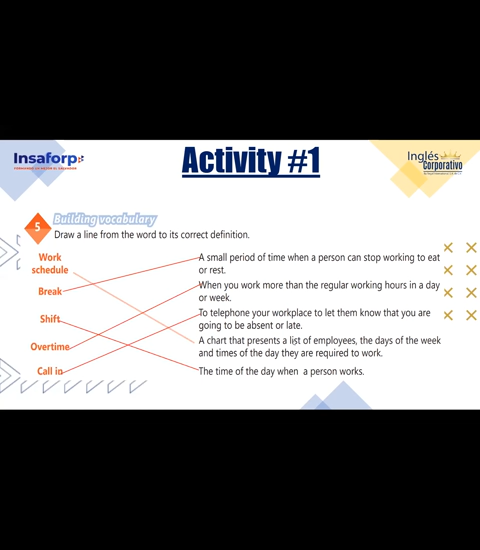 Insaforp
Activity #1
Inglés
Corporativo
5
Building vocabulary
Draw a line from the word to its correct definition.
Work
schedule
A small period of time when a person can stop working to eat
or rest.
Break
When you work more than the regular working hours in a day
or week.
Shift
To telephone your workplace to let them know that you are
going to be absent or late.
Overtime
A chart that presents a list of employees, the days of the week
and times of the day they are required to work.
Call in
The time of the day when a person works.